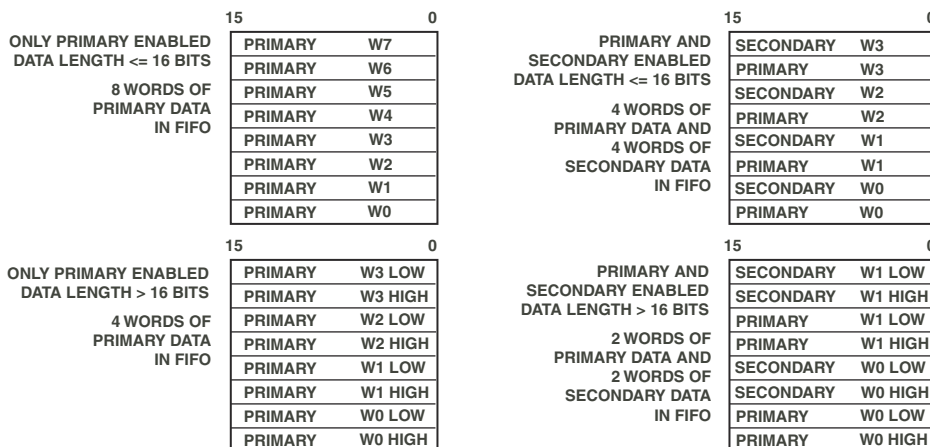 15 0
ONLY PRIMARY ENABLED
DATA LENGTH <= 16 BITS
8 WORDS OF
PRIMARY DATA
IN FIFO
PRIMARY W7
PRIMARY W6
PRIMARY W5
PRIMARY W4
PRIMARY W3
PRIMARY W2
PRIMARY W1
PRIMARY W0
15
PRIMARY AND
SECONDARY ENABLED
DATA LENGTH <= 16 BITS
4 WORDS OF
PRIMARY DATA AND
4 WORDS OF
SECONDARY DATA
IN FIFO
SECONDARY W3
PRIMARY W3
SECONDARY W2
PRIMARY W2
SECONDARY W1
PRIMARY W1
SECONDARY W0
PRIMARY W0
15 0
ONLY PRIMARY ENABLED
DATA LENGTH > 16 BITS
4 WORDS OF
PRIMARY DATA
IN FIFO
PRIMARY W3 LOW
PRIMARY W3 HIGH
PRIMARY W2 LOW
PRIMARY W2 HIGH
PRIMARY W1 LOW
PRIMARY W1 HIGH
PRIMARY W0 LOW
PRIMARY W0 HIGH
15
PRIMARY AND
SECONDARY ENABLED
DATA LENGTH > 16 BITS
2 WORDS OF
PRIMARY DATA AND
2 WORDS OF
SECONDARY DATA
IN FIFO
SECONDARY W1 LOW
SECONDARY W1 HIGH
PRIMARY W1 LOW
PRIMARY W1 HIGH
SECONDARY W0 LOW
SECONDARY W0 HIGH
PRIMARY W0 LOW
PRIMARY W0 HIGH